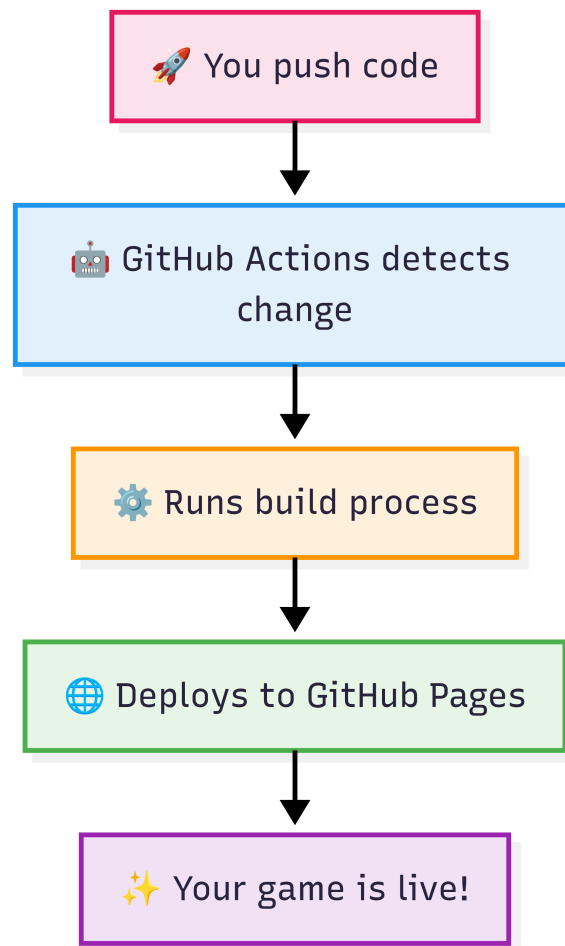 🚀 You push code
🤖 GitHub Actions detects
change
⚙️ Runs build process
🌐 Deploys to GitHub Pages
✨ Your game is live!